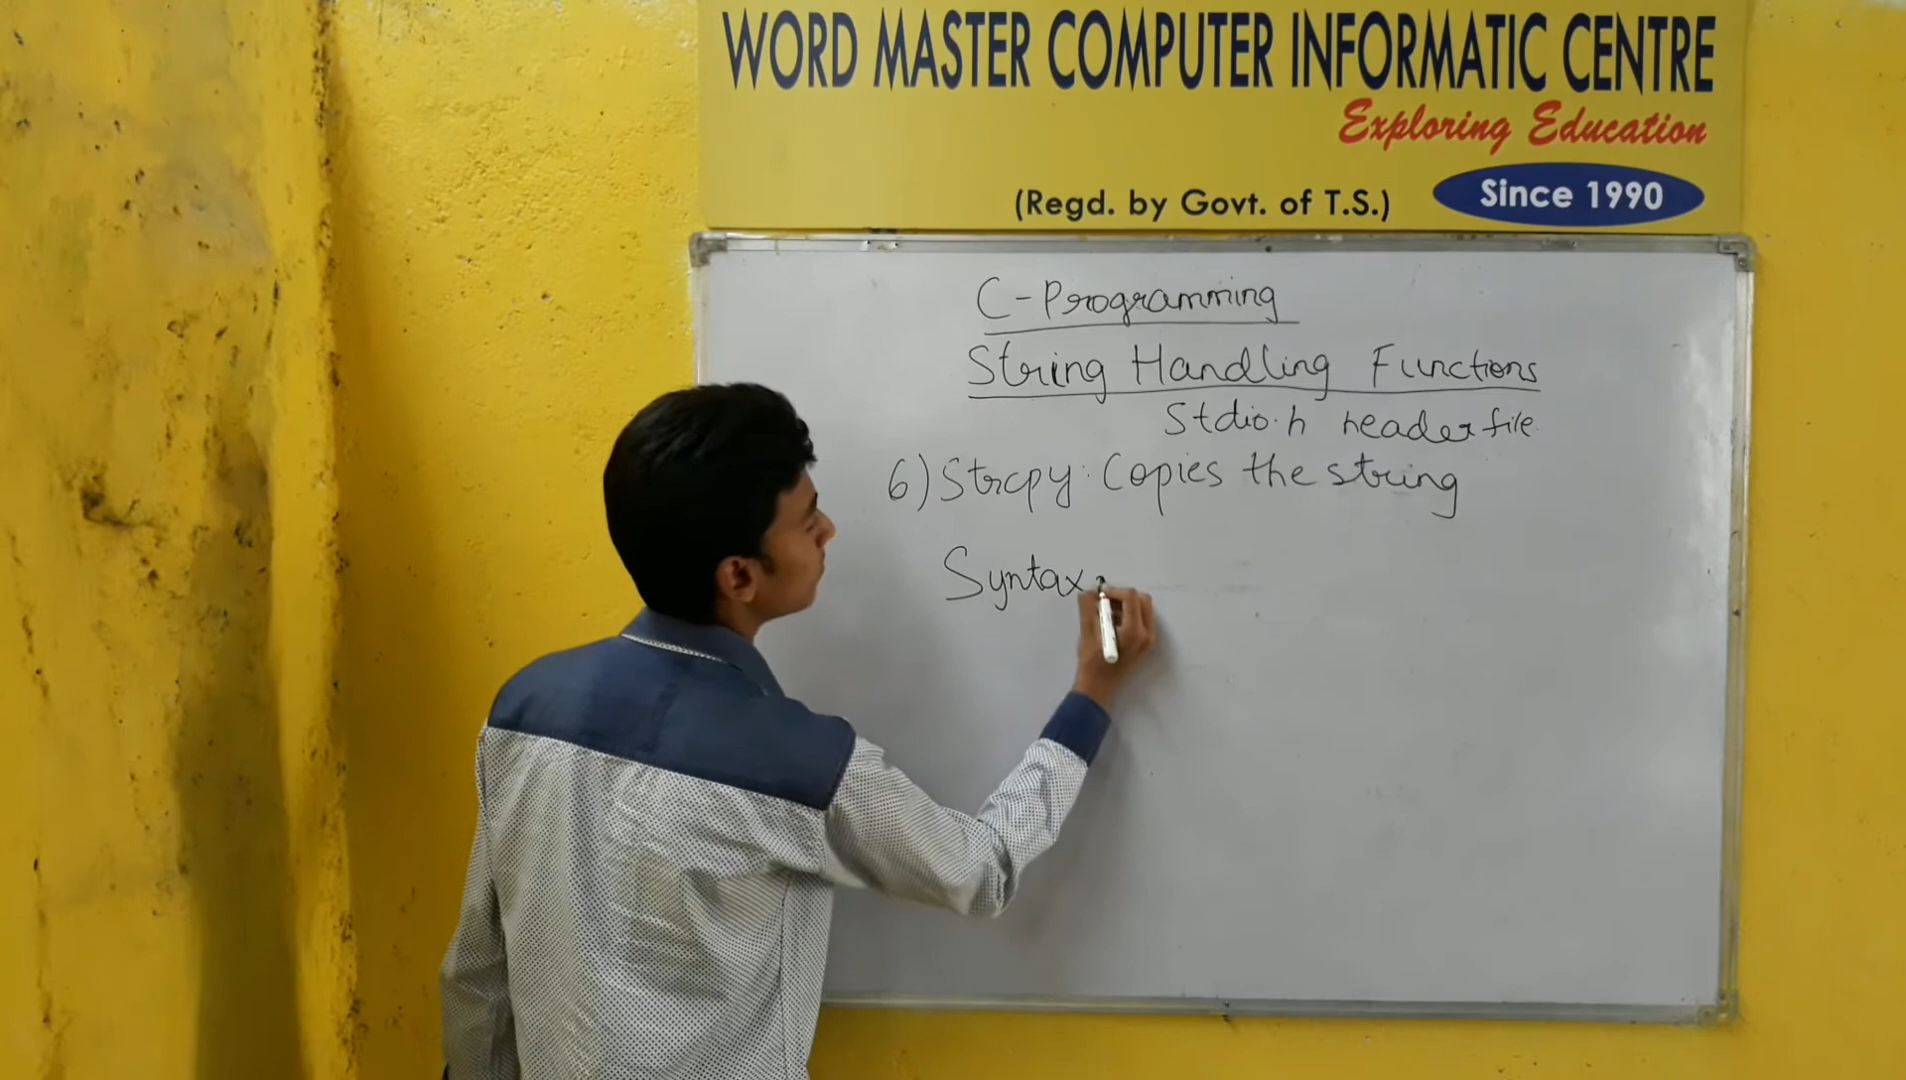 WORD MASTER COMPUTER INFORMATIC CENTRE
Exploring Education
(Regd. by Govt. of T.S.) Since 1990
C-Programming
String Handling Functions
Stdio.h header file.
6) Strcpy: Copies the string
Syntax